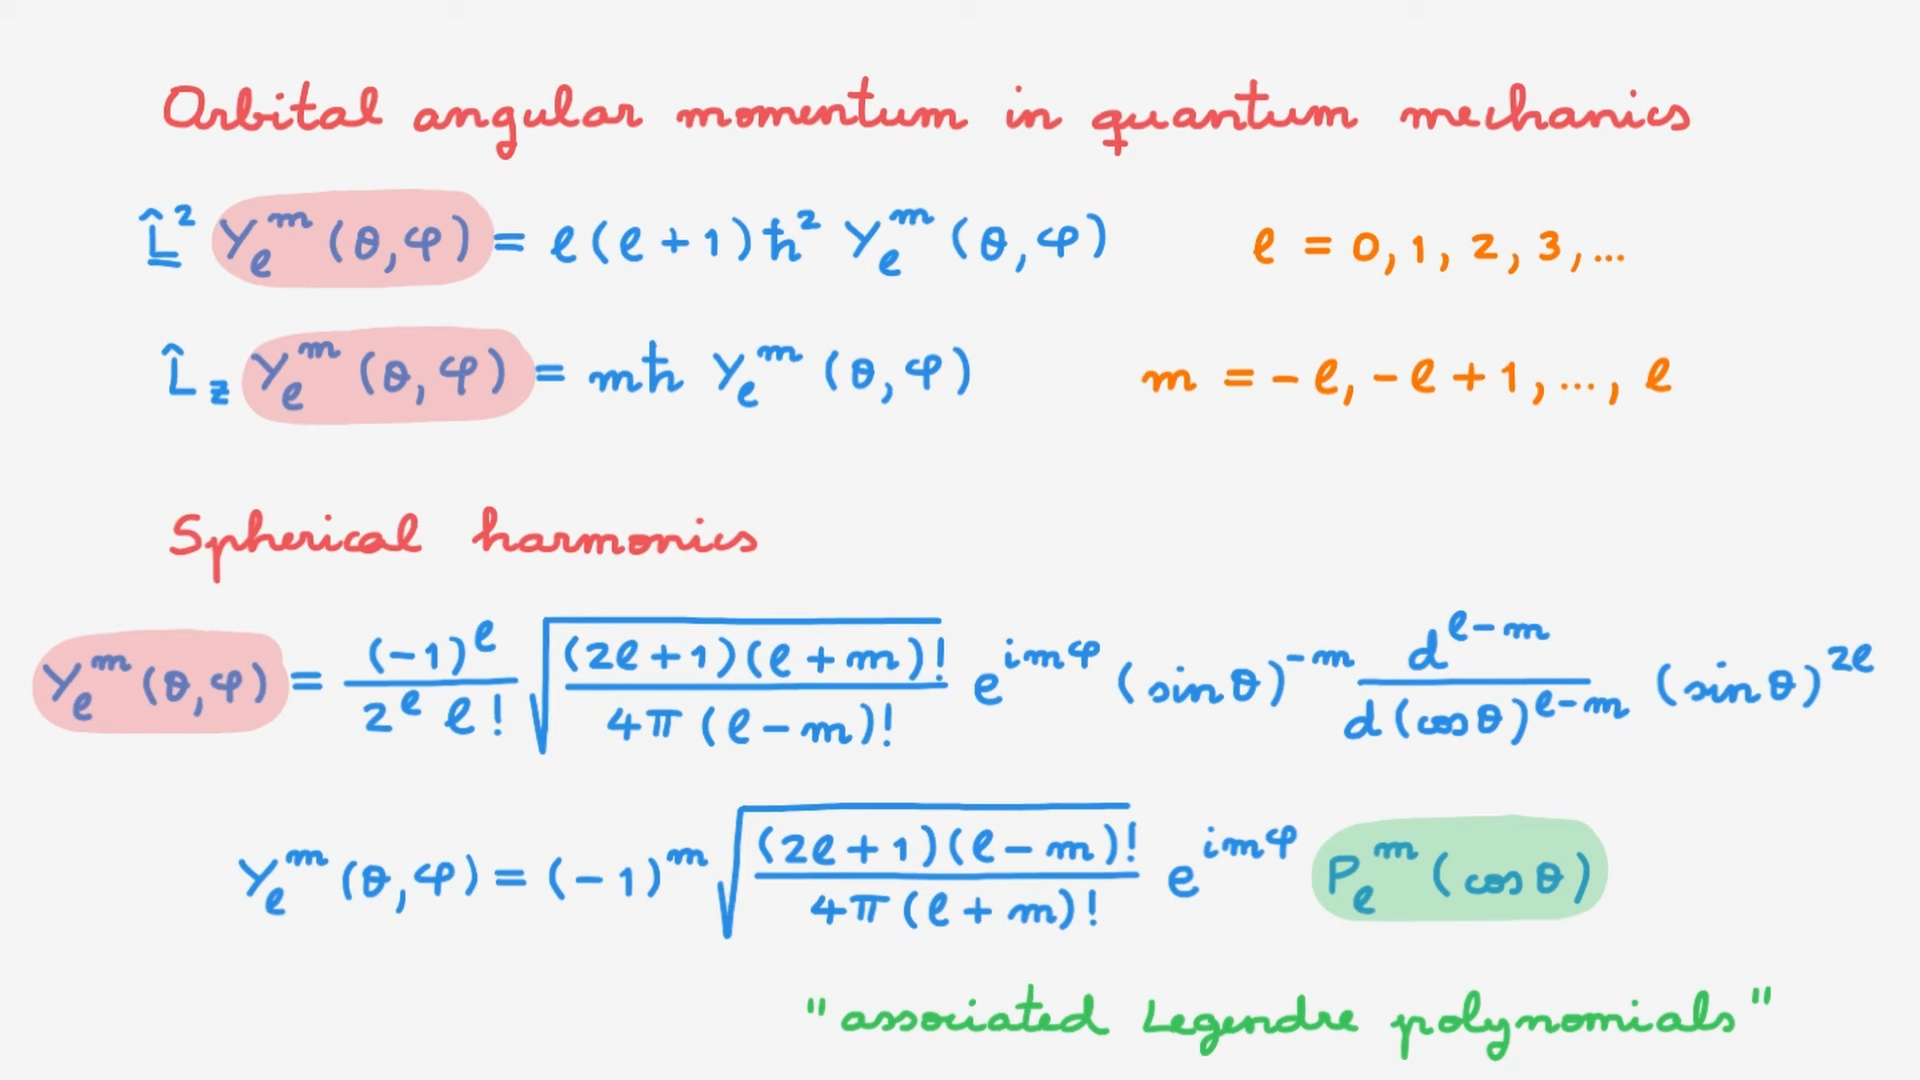 Orbital angular momentum in quantum mechanics
L̂² Yₗᵐ(θ,φ) = ℓ(ℓ+1)ħ² Yₗᵐ(θ,φ) ℓ = 0, 1, 2, 3, ...
L̂_z Yₗᵐ(θ,φ) = mħ Yₗᵐ(θ,φ) m = -ℓ, -ℓ+1, ..., ℓ
Spherical harmonics
Yₗᵐ(θ,φ) = (-1)^ℓ / (2^ℓ ℓ!) √((2ℓ+1)(ℓ+m)! / 4π(ℓ-m)!) e^{imφ} (sinθ)^{-m} d^{ℓ-m} / d(cosθ)^{ℓ-m} (sinθ)^{2ℓ}
Yₗᵐ(θ,φ) = (-1)^m √((2ℓ+1)(ℓ-m)! / 4π(ℓ+m)!) e^{imφ} Pₗᵐ(cosθ)
"associated Legendre polynomials"